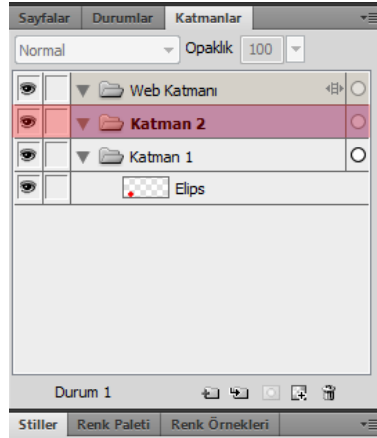 Sayfalar Durumlar Katmanlar
Normal Opaklık 100
Web Katmanı
Katman 2
Katman 1
Elips
Durum 1
Stiller Renk Paleti Renk Örnekleri